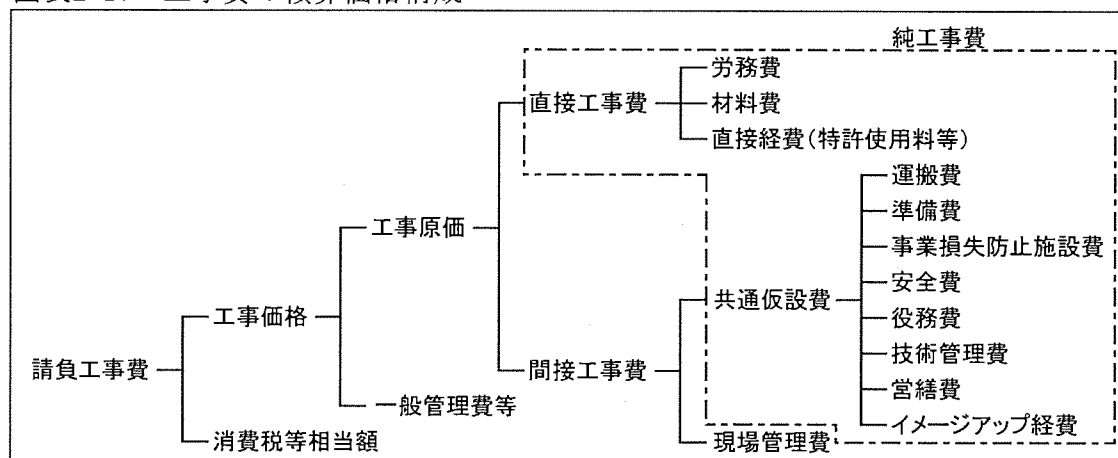 純工事費
労務費
直接工事費
材料費
直接経費(特許使用料等)
運搬費
準備費
工事原価
事業損失防止施設費
安全費
共通仮設費
工事価格
役務費
技術管理費
請負工事費
間接工事費
営繕費
一般管理費等
イメージアップ経費
消費税等相当額
現場管理費